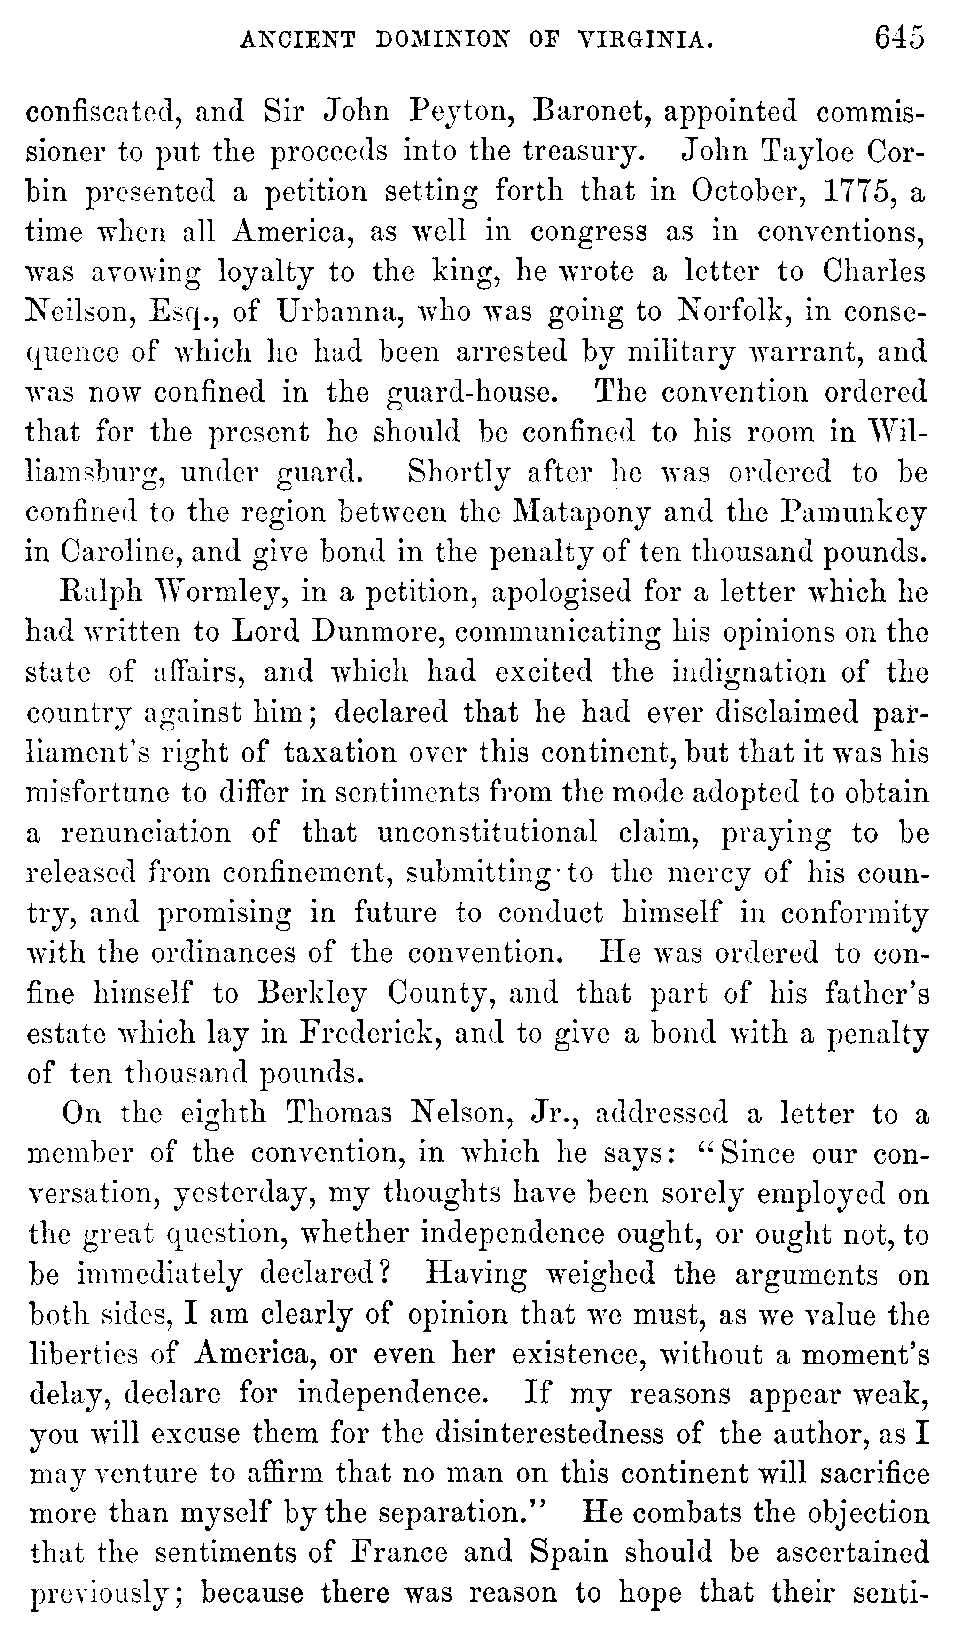 ANCIENT DOMINION OF VIRGINIA. 645
confiscated, and Sir John Peyton, Baronet, appointed commis-
sioner to put the proceeds into the treasury. John Tayloe Cor-
bin presented a petition setting forth that in October, 1775, a
time when all America, as well in congress as in conventions,
was avowing loyalty to the king, he wrote a letter to Charles
Neilson, Esq., of Urbanna, who was going to Norfolk, in conse-
quence of which he had been arrested by military warrant, and
was now confined in the guard-house. The convention ordered
that for the present he should be confined to his room in Wil-
liamsburg, under guard. Shortly after he was ordered to be
confined to the region between the Matapony and the Pamunkey
in Caroline, and give bond in the penalty of ten thousand pounds.
Ralph Wormley, in a petition, apologised for a letter which he
had written to Lord Dunmore, communicating his opinions on the
state of affairs, and which had excited the indignation of the
country against him; declared that he had ever disclaimed par-
liament's right of taxation over this continent, but that it was his
misfortune to differ in sentiments from the mode adopted to obtain
a renunciation of that unconstitutional claim, praying to be
released from confinement, submitting to the mercy of his coun-
try, and promising in future to conduct himself in conformity
with the ordinances of the convention. He was ordered to con-
fine himself to Berkley County, and that part of his father's
estate which lay in Frederick, and to give a bond with a penalty
of ten thousand pounds.
On the eighth Thomas Nelson, Jr., addressed a letter to a
member of the convention, in which he says: "Since our con-
versation, yesterday, my thoughts have been sorely employed on
the great question, whether independence ought, or ought not, to
be immediately declared? Having weighed the arguments on
both sides, I am clearly of opinion that we must, as we value the
liberties of America, or even her existence, without a moment's
delay, declare for independence. If my reasons appear weak,
you will excuse them for the disinterestedness of the author, as I
may venture to affirm that no man on this continent will sacrifice
more than myself by the separation." He combats the objection
that the sentiments of France and Spain should be ascertained
previously; because there was reason to hope that their senti-